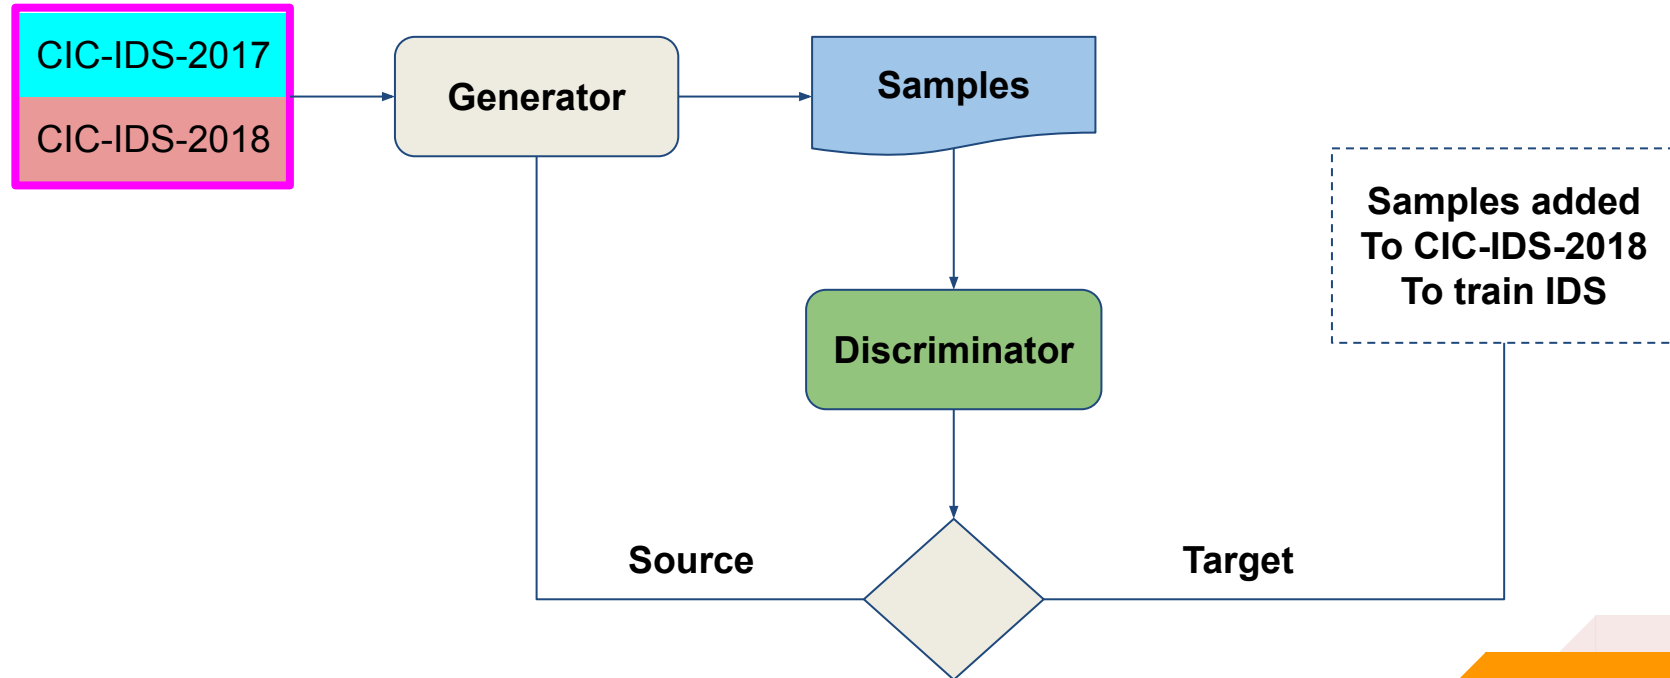 CIC-IDS-2017
CIC-IDS-2018
Generator
Samples
Samples added
To CIC-IDS-2018
To train IDS
Discriminator
Source
Target